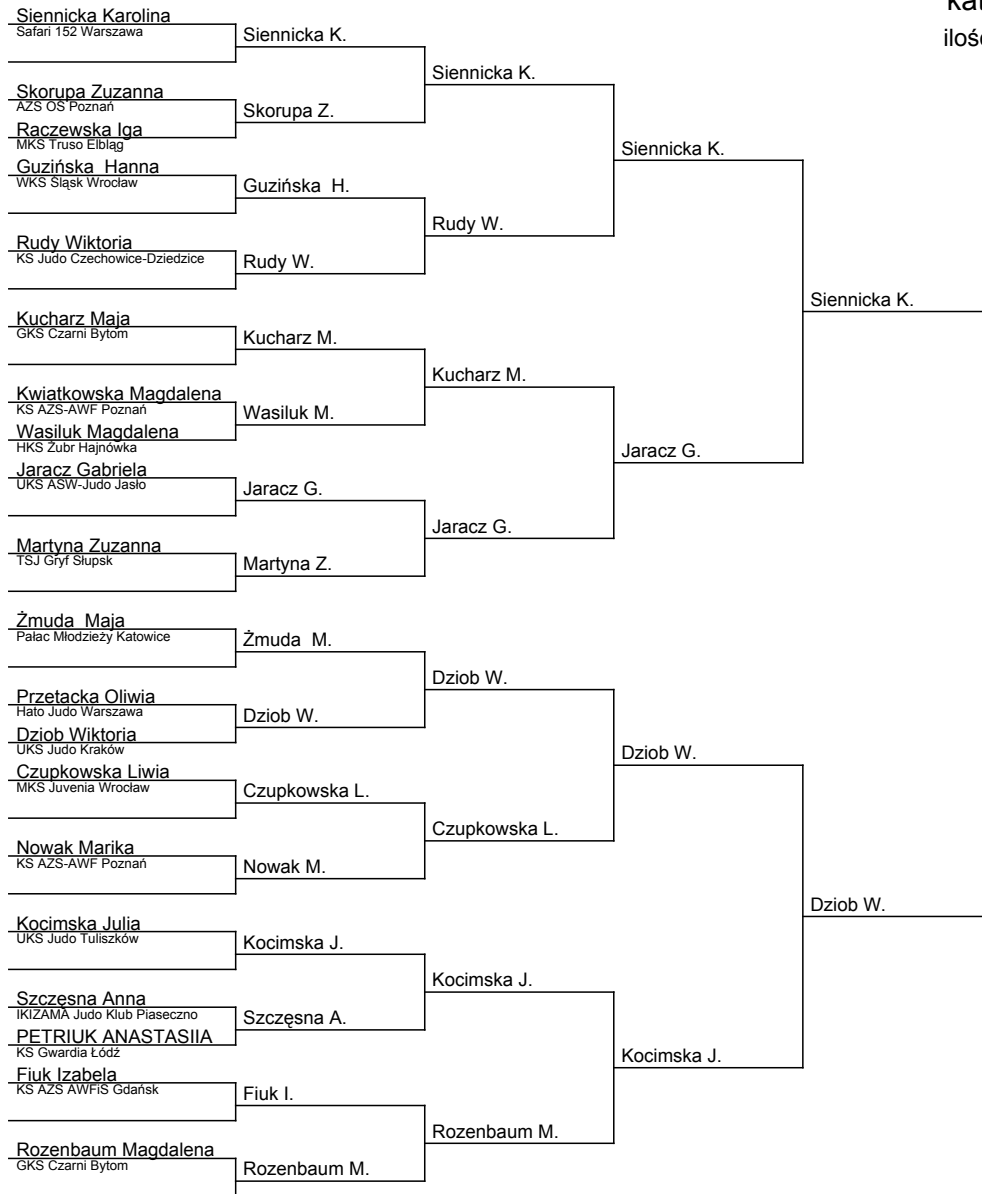 Siennicka Karolina
Safari 152 Warszawa
Skorupa Zuzanna
AZS OŚ Poznań
Raczewska Iga
MKS Truso Elbląg
Guzińska Hanna
WKS Śląsk Wrocław
Rudy Wiktoria
KS Judo Czechowice-Dziedzice
Kucharz Maja
GKS Czarni Bytom
Kwiatkowska Magdalena
KS AZS-AWF Poznań
Wasiluk Magdalena
HKS Żubr Hajnówka
Jaracz Gabriela
UKS ASW-Judo Jasło
Martyna Zuzanna
TSJ Gryf Słupsk
Żmuda Maja
Pałac Młodzieży Katowice
Przetacka Oliwia
Hato Judo Warszawa
Dziob Wiktoria
UKS Judo Kraków
Czupkowska Liwia
MKS Juvenia Wrocław
Nowak Marika
KS AZS-AWF Poznań
Kocimska Julia
UKS Judo Tuliszków
Szczęsna Anna
IKIZAMA Judo Klub Piaseczno
PETRIUK ANASTASIIA
KS Gwardia Łódź
Fiuk Izabela
KS AZS AWFiS Gdańsk
Rozenbaum Magdalena
GKS Czarni Bytom
Siennicka K.
Skorupa Z.
Guzińska H.
Rudy W.
Kucharz M.
Wasiluk M.
Jaracz G.
Martyna Z.
Żmuda M.
Dziob W.
Czupkowska L.
Nowak M.
Kocimska J.
Szczęsna A.
Fiuk I.
Rozenbaum M.
Siennicka K.
Rudy W.
Kucharz M.
Jaracz G.
Dziob W.
Czupkowska L.
Kocimska J.
Rozenbaum M.
Siennicka K.
Jaracz G.
Dziob W.
Kocimska J.
Siennicka K.
Dziob W.